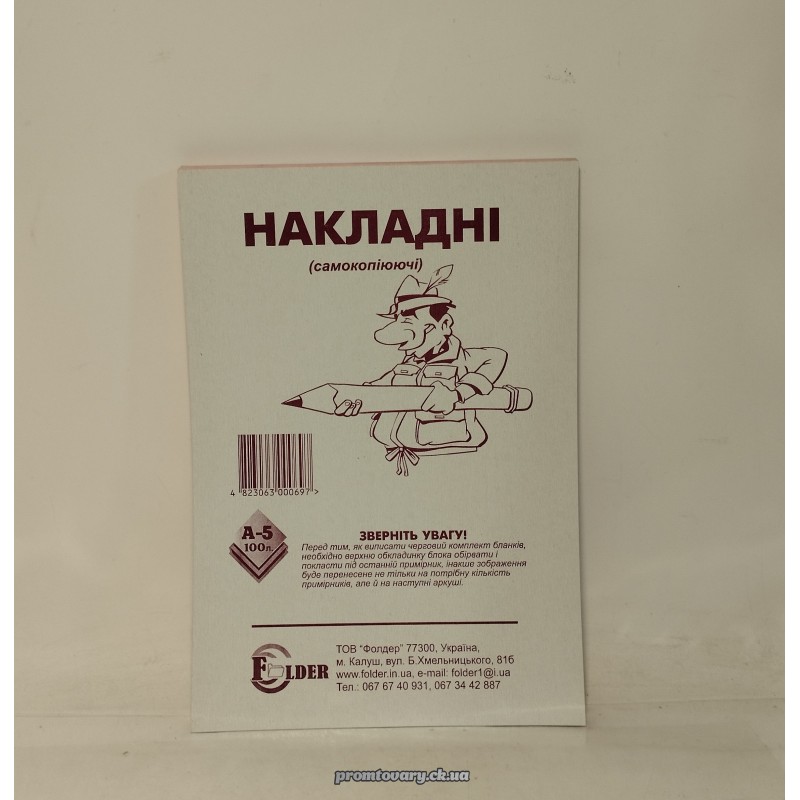 НАКЛАДНІ
(самокопіюючі)
4 823063 000697 >
А-5
100л.
ЗВЕРНІТЬ УВАГУ!
Перед тим, як виписати черговий комплект бланків,
необхідно верхню обкладинку блока обірвати і
покласти під останній примірник, інакше зображення
буде перенесене не тільки на потрібну кількість
примірників, але й на наступні аркуші.
FOLDER
ТОВ "Фолдер" 77300, Україна,
м. Калуш, вул. Б.Хмельницького, 81б
www.folder.in.ua, e-mail: folder1@i.ua
Тел.: 067 67 40 931, 067 34 42 887
promtovary.ck.ua